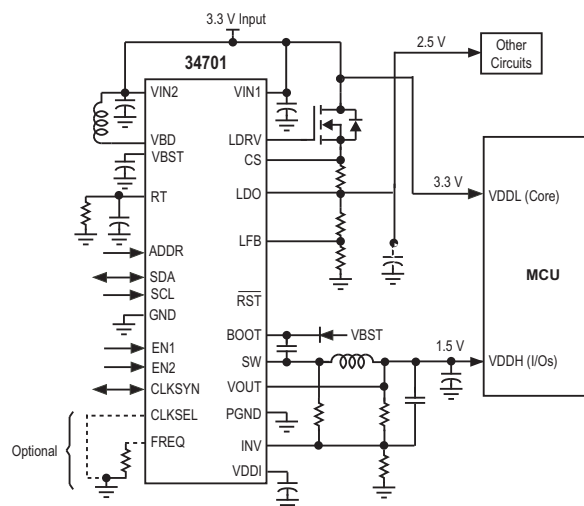 3.3 V Input
34701
2.5 V
Other
Circuits
VIN2
VIN1
VBD
LDRV
VBST
CS
RT
LDO
3.3 V
VDDL (Core)
LFB
ADDR
SDA
SCL
RST
MCU
GND
BOOT
VBST
EN1
SW
1.5 V
VDDH (I/Os)
EN2
VOUT
CLKSYN
CLKSEL
PGND
Optional
FREQ
INV
VDDI